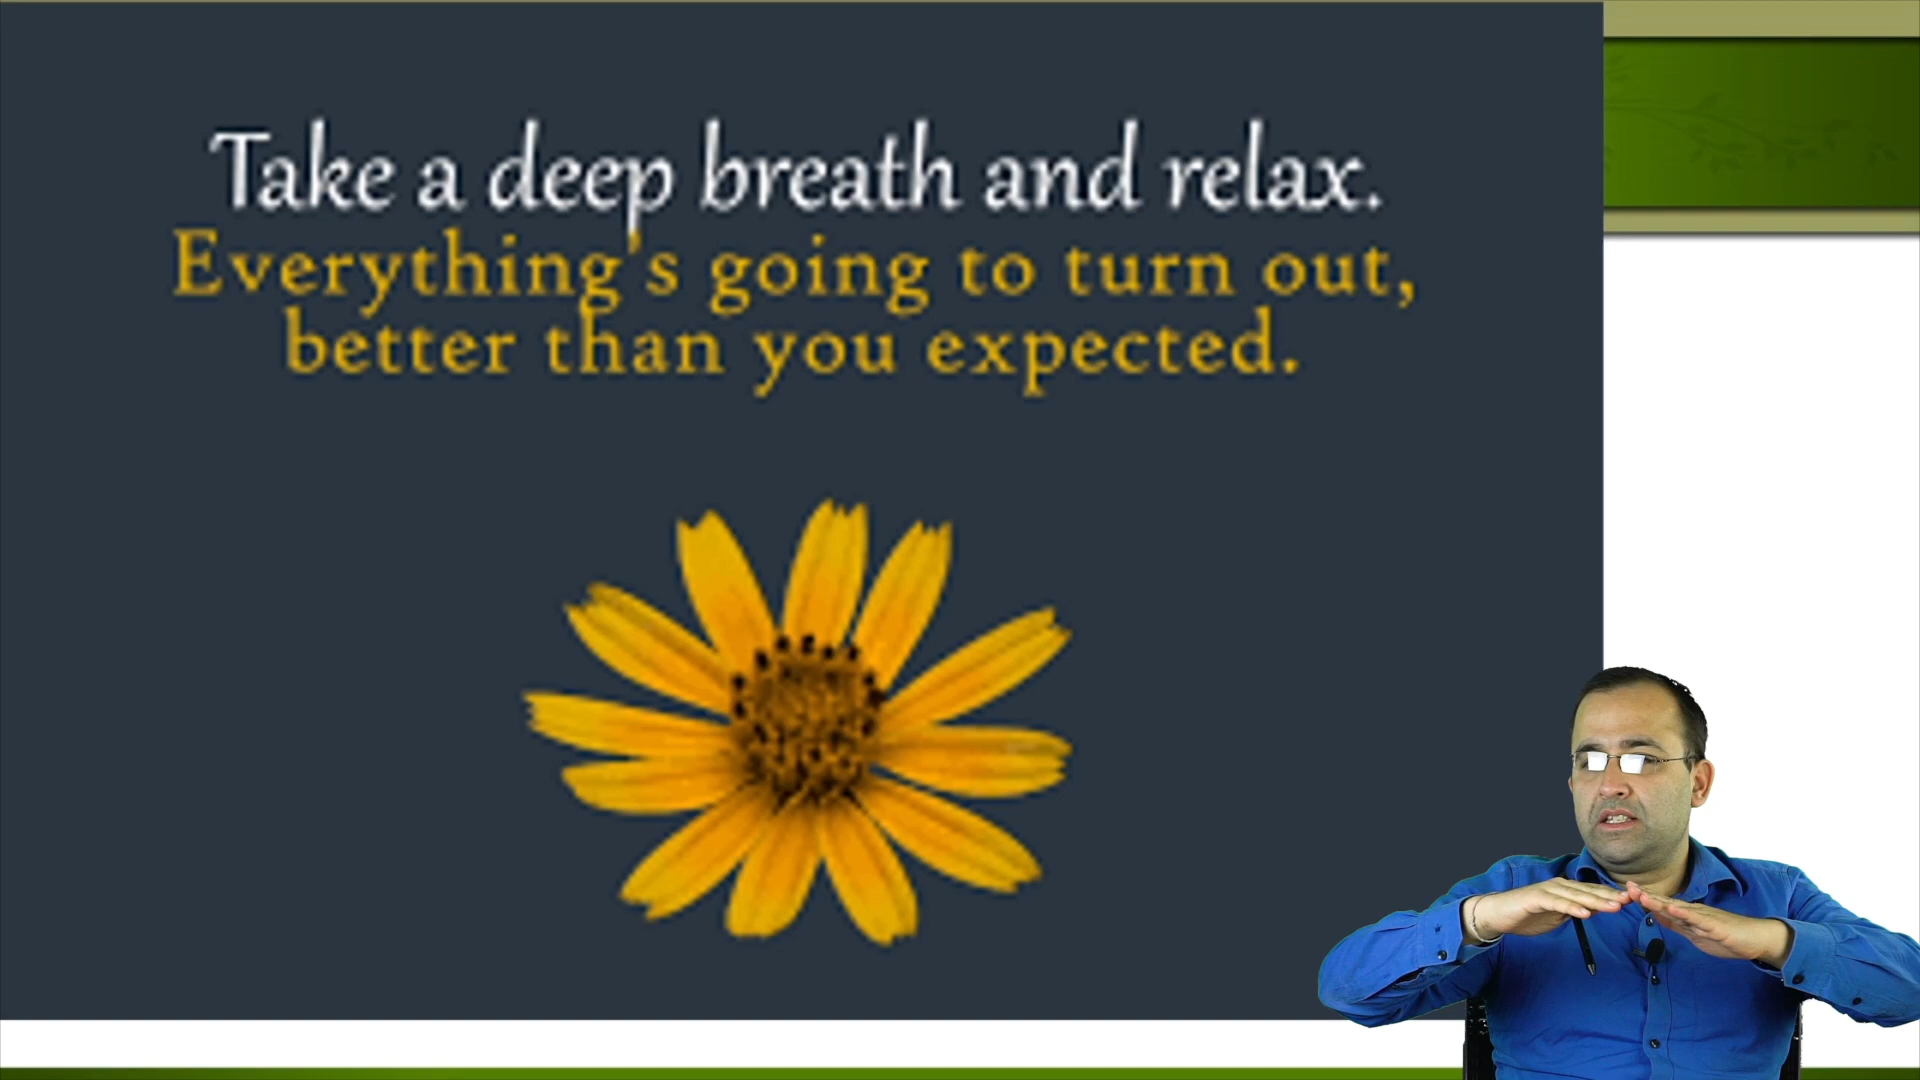 Take a deep breath and relax.
Everything's going to turn out,
better than you expected.